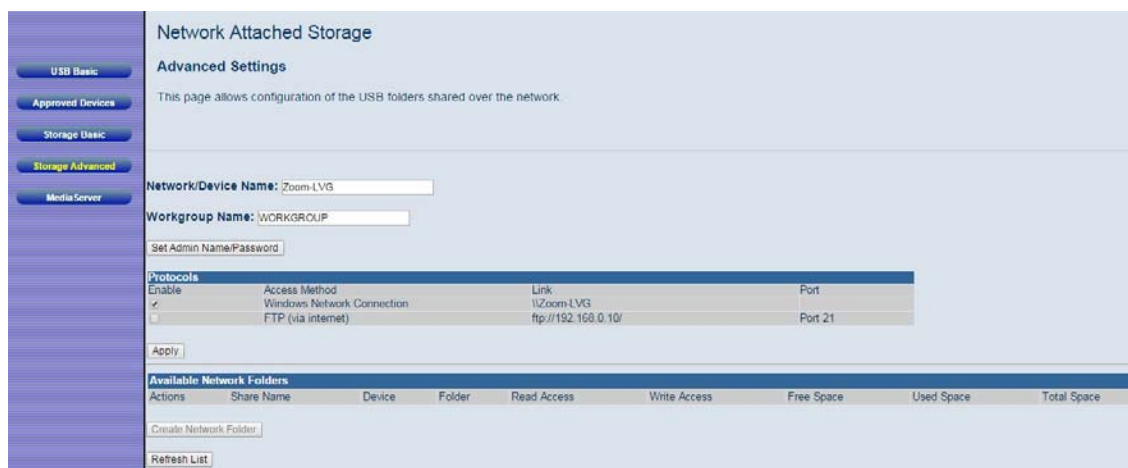 Network Attached Storage
Advanced Settings
This page allows configuration of the USB folders shared over the network.
USB Basic
Approved Devices
Storage Basic
Storage Advanced
MediaServer
Network/Device Name: Zoom-LVG
Workgroup Name: WORKGROUP
Set Admin Name/Password
Protocols
Enable Access Method Link Port
Windows Network Connection \\Zoom-LVG
FTP (via internet) ftp://192.168.0.10/ Port 21
Apply
Available Network Folders
Actions Share Name Device Folder Read Access Write Access Free Space Used Space Total Space
Create Network Folder
Refresh List